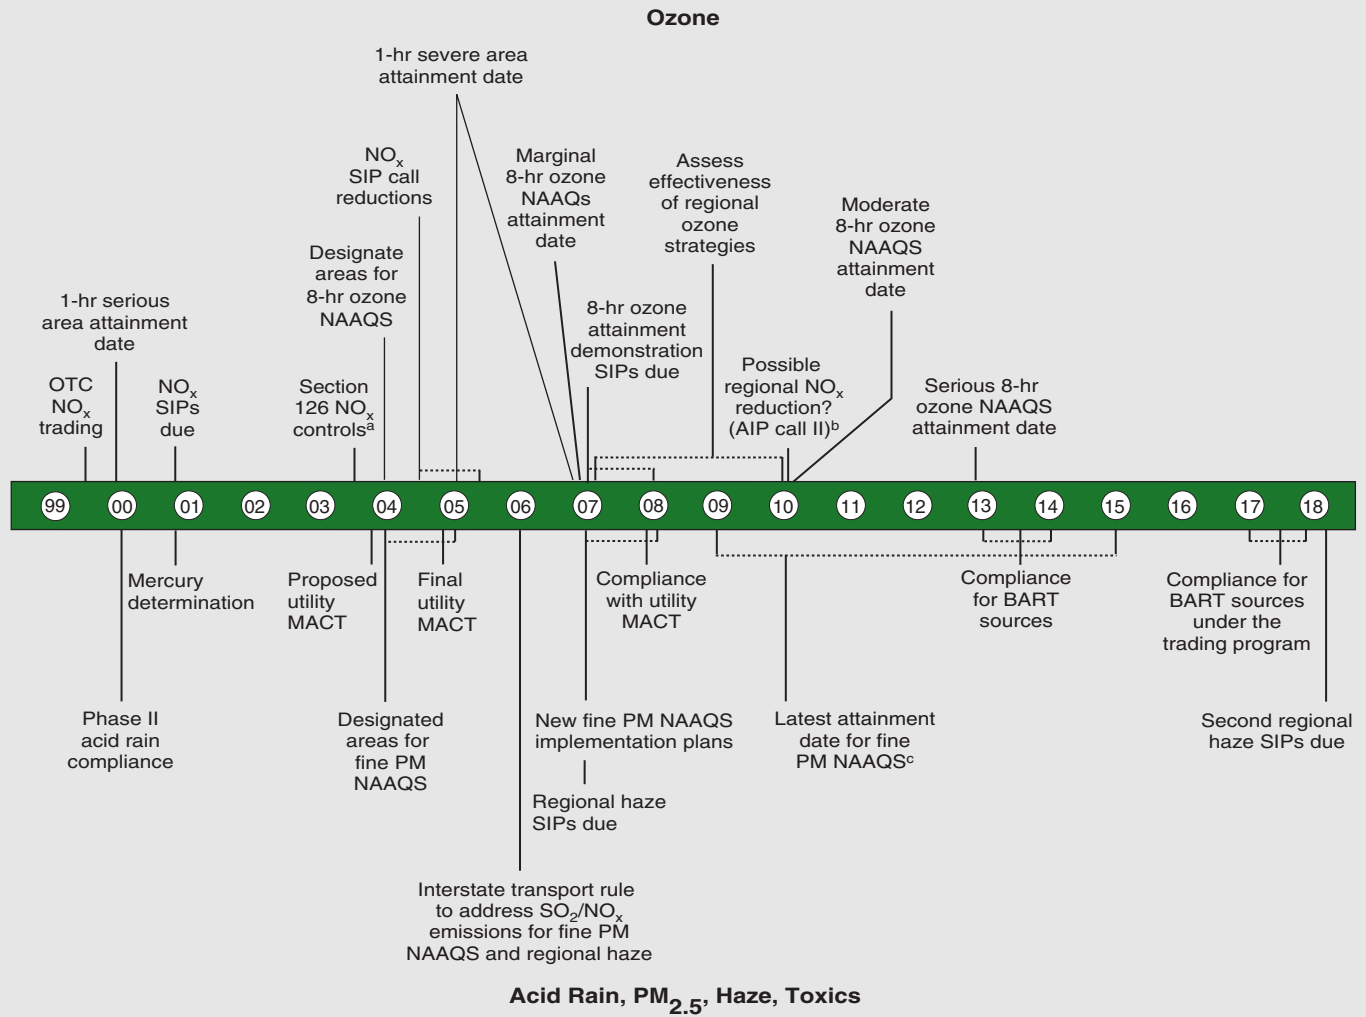 Ozone
1-hr severe area
attainment date
NOx
SIP call
reductions
Marginal
8-hr ozone
NAAQs
attainment
date
Assess
effectiveness
of regional
ozone
strategies
Moderate
8-hr ozone
NAAQS
attainment
date
Designate
areas for
8-hr ozone
NAAQS
1-hr serious
area attainment
date
8-hr ozone
attainment
demonstration
SIPs due
OTC
NOx
trading
NOx
SIPs
due
Section
126 NOx
controlsa
Possible
regional NOx
reduction?
(AIP call II)b
Serious 8-hr
ozone NAAQS
attainment date
99 00 01 02 03 04 05 06 07 08 09 10 11 12 13 14 15 16 17 18
Mercury
determination
Proposed
utility
MACT
Final
utility
MACT
Compliance
with utility
MACT
Compliance
for BART
sources
Compliance for
BART sources
under the
trading program
Phase II
acid rain
compliance
Designated
areas for
fine PM
NAAQS
New fine PM NAAQS
implementation plans
Regional haze
SIPs due
Latest attainment
date for fine
PM NAAQSc
Second regional
haze SIPs due
Interstate transport rule
to address SO2/NOx
emissions for fine PM
NAAQS and regional haze
Acid Rain, PM2.5, Haze, Toxics